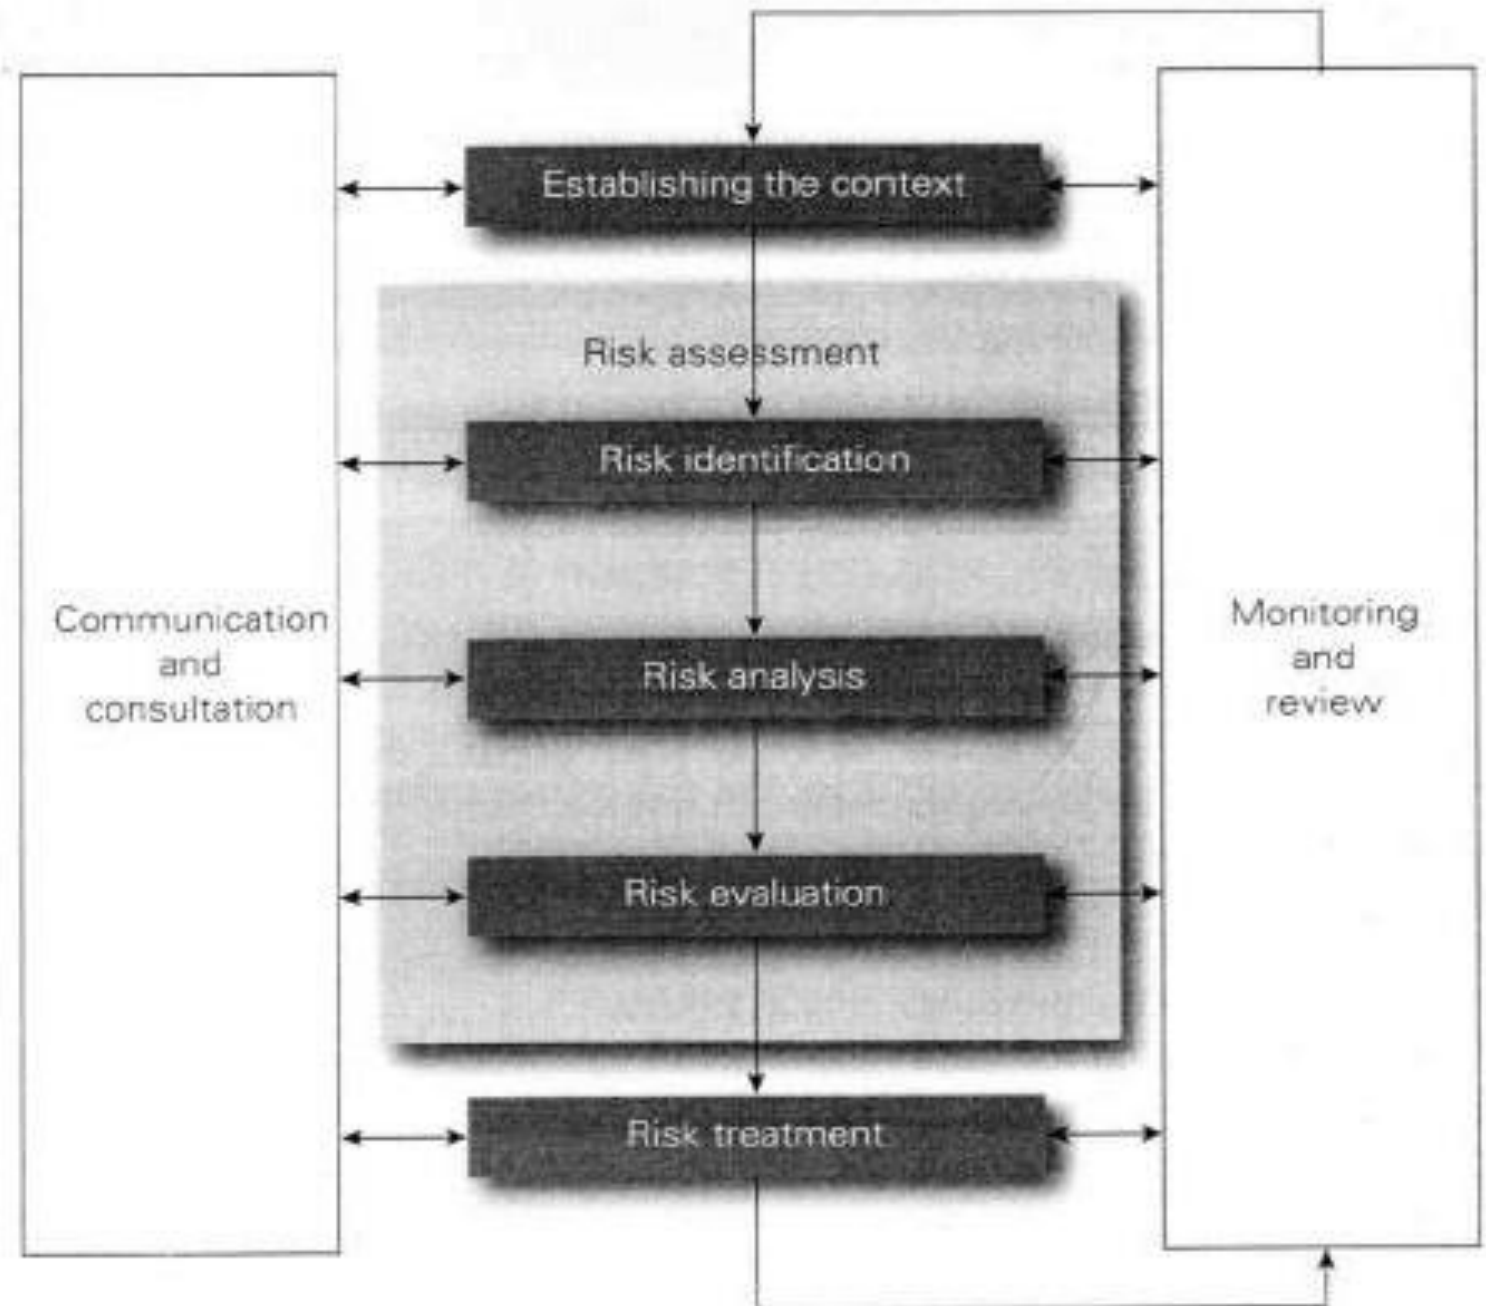 Establishing the context
Risk assessment
Risk identification
Communication
and
consultation
Risk analysis
Monitoring
and
review
Risk evaluation
Risk treatment